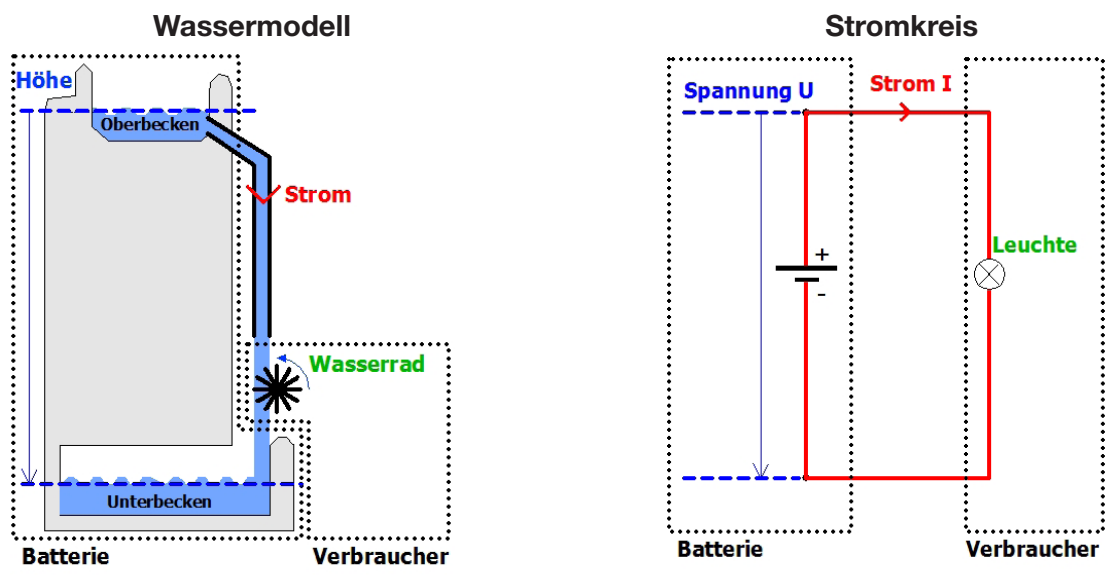 Wassermodell
Höhe
Oberbecken
Strom
Wasserrad
Unterbecken
Batterie
Verbraucher
Stromkreis
Spannung U
Strom I
+
-
Leuchte
Batterie
Verbraucher